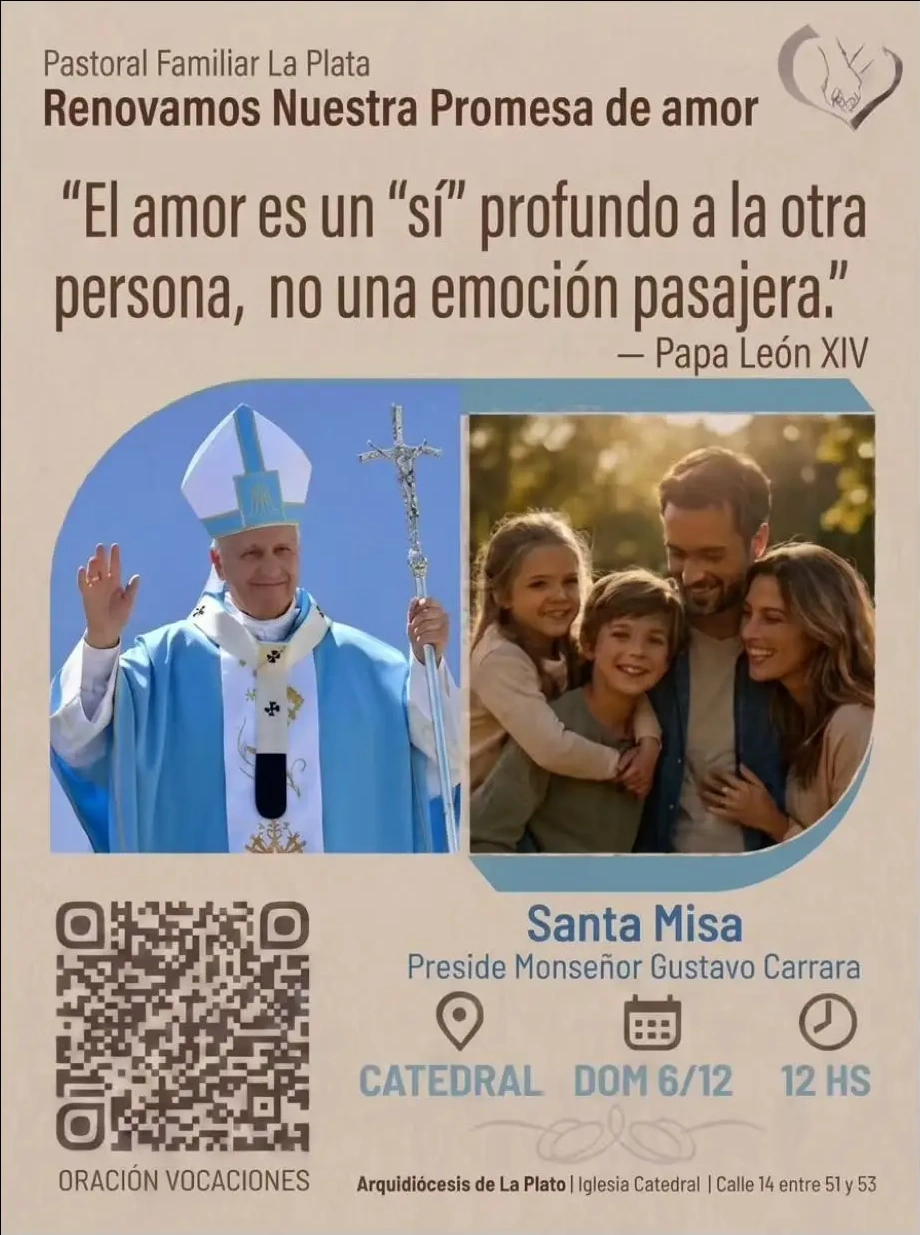 Pastoral Familiar La Plata
Renovamos Nuestra Promesa de amor
“El amor es un “sí” profundo a la otra
persona, no una emoción pasajera.”
— Papa León XIV
Santa Misa
Preside Monseñor Gustavo Carrara
CATEDRAL DOM 6/12 12 HS
ORACIÓN VOCACIONES
Arquidiócesis de La Plato | Iglesia Catedral | Calle 14 entre 51 y 53